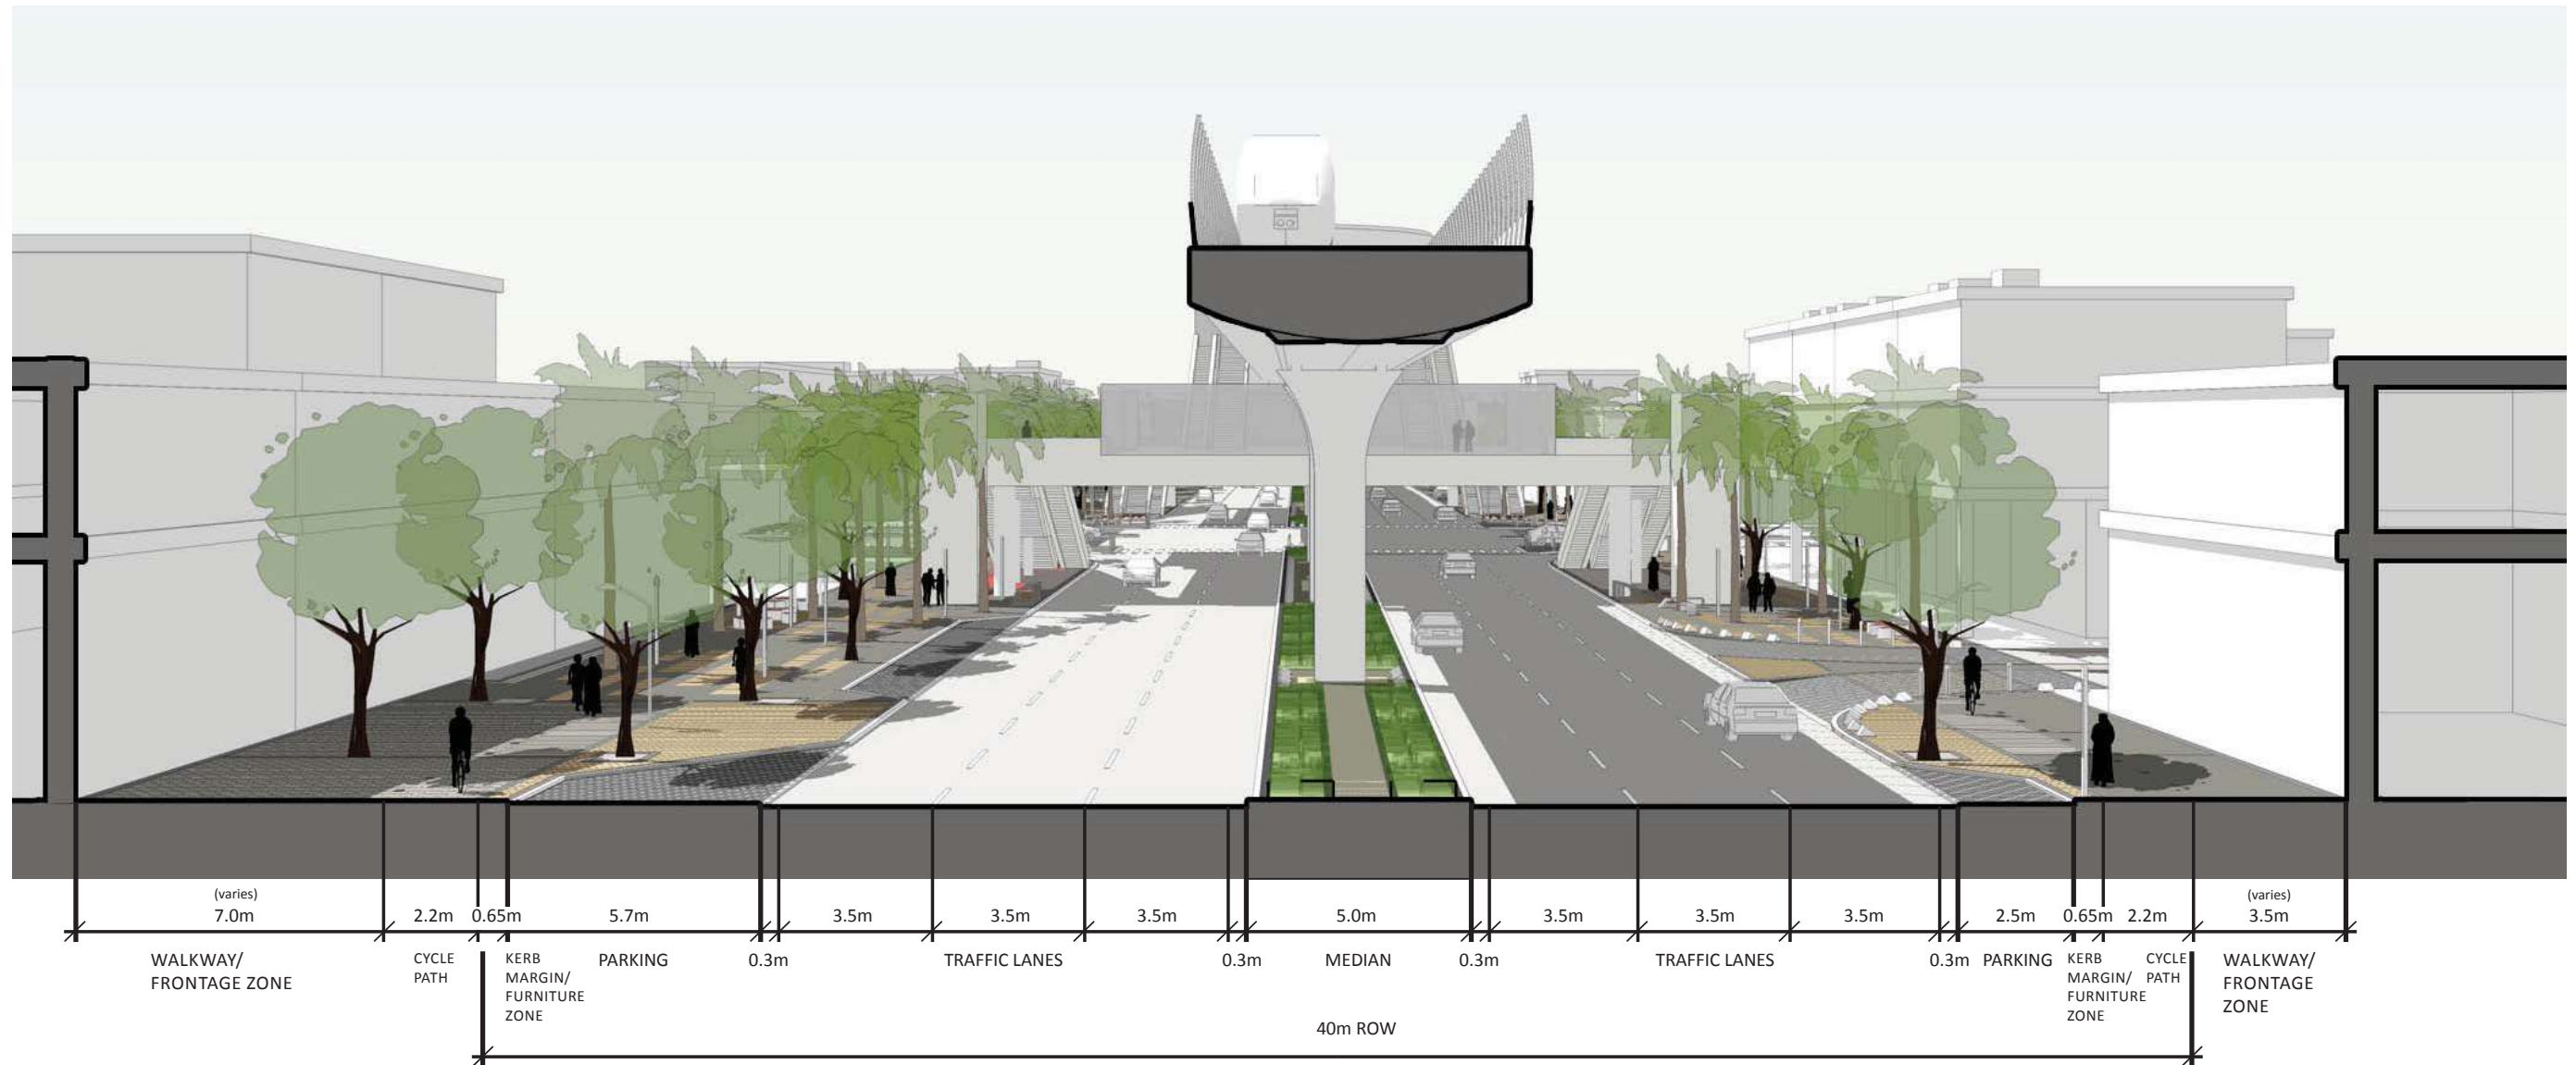 (varies) (varies)
7.0m 2.2m 0.65m 5.7m 3.5m 3.5m 3.5m 5.0m 3.5m 3.5m 3.5m 2.5m 0.65m 2.2m 3.5m
WALKWAY/ CYCLE KERB PARKING 0.3m TRAFFIC LANES 0.3m MEDIAN 0.3m TRAFFIC LANES 0.3m PARKING KERB CYCLE WALKWAY/
FRONTAGE ZONE PATH MARGIN/ MARGIN/ PATH FRONTAGE
FURNITURE FURNITURE ZONE
ZONE ZONE
40m ROW